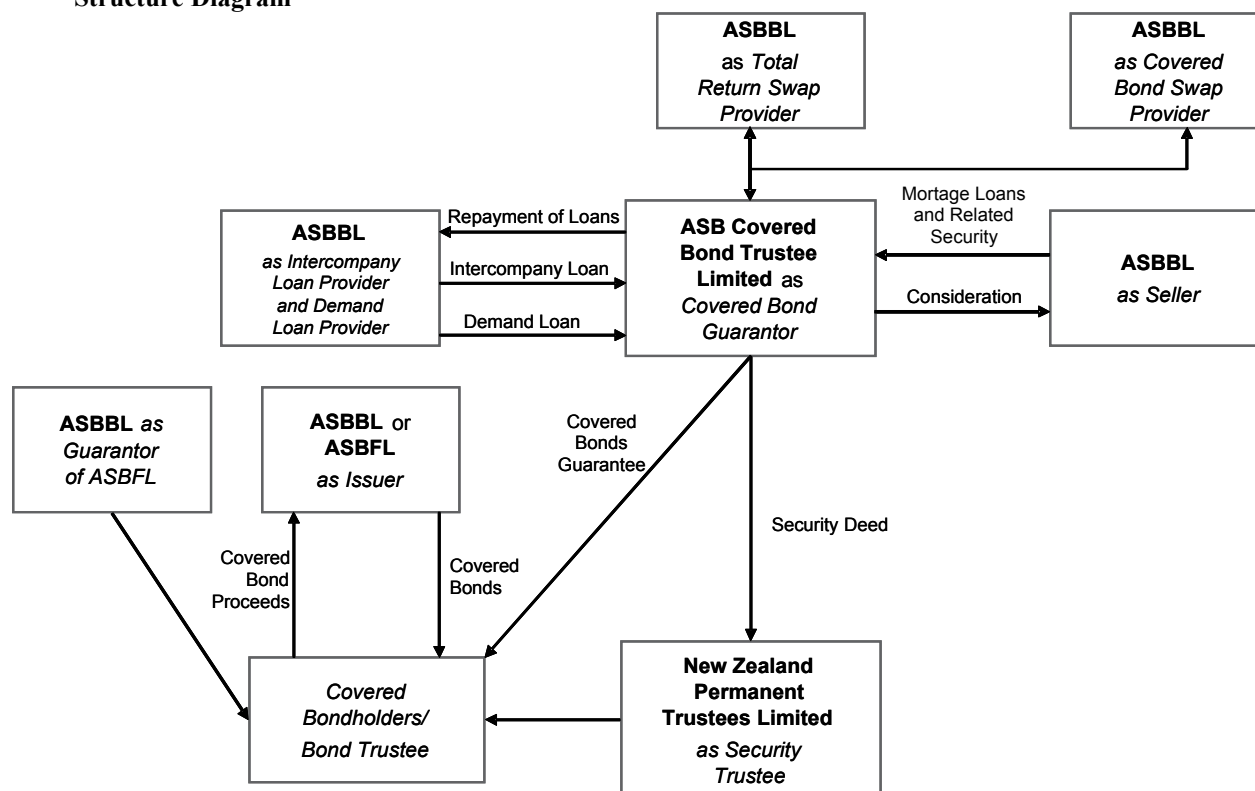 Structure Diagram
ASBBL
as Total
Return Swap
Provider
ASBBL
as Covered
Bond Swap
Provider
ASBBL
as Intercompany
Loan Provider
and Demand
Loan Provider
Repayment of Loans
Intercompany Loan
Demand Loan
ASB Covered
Bond Trustee
Limited as
Covered Bond
Guarantor
Mortage Loans
and Related
Security
Consideration
ASBBL
as Seller
ASBBL as
Guarantor
of ASBFL
ASBBL or
ASBFL
as Issuer
Covered
Bonds
Guarantee
Security Deed
Covered
Bond
Proceeds
Covered
Bonds
Covered
Bondholders/
Bond Trustee
New Zealand
Permanent
Trustees Limited
as Security
Trustee